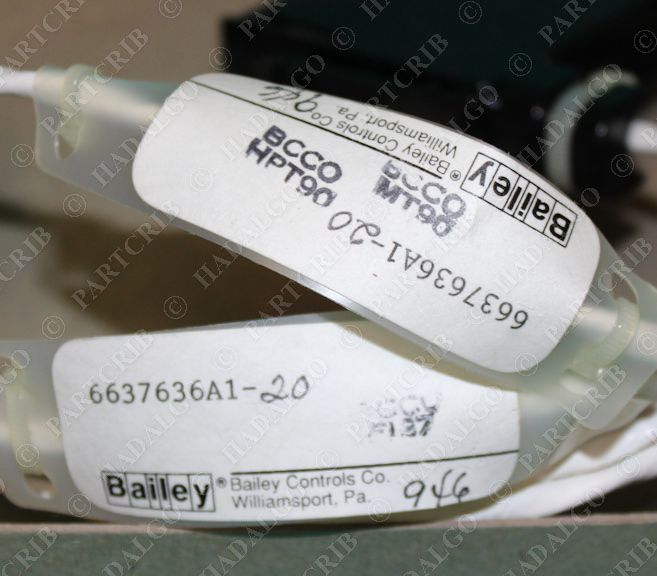 946
Bailey Controls Co.
Williamsport, Pa.
Bailey®
BCCO
HPT90
BCCO
MT90
6637636A1-20
6637636A1-20
Bailey® Bailey Controls Co.
Williamsport, Pa. 946
© HADALGO PARTCRIB